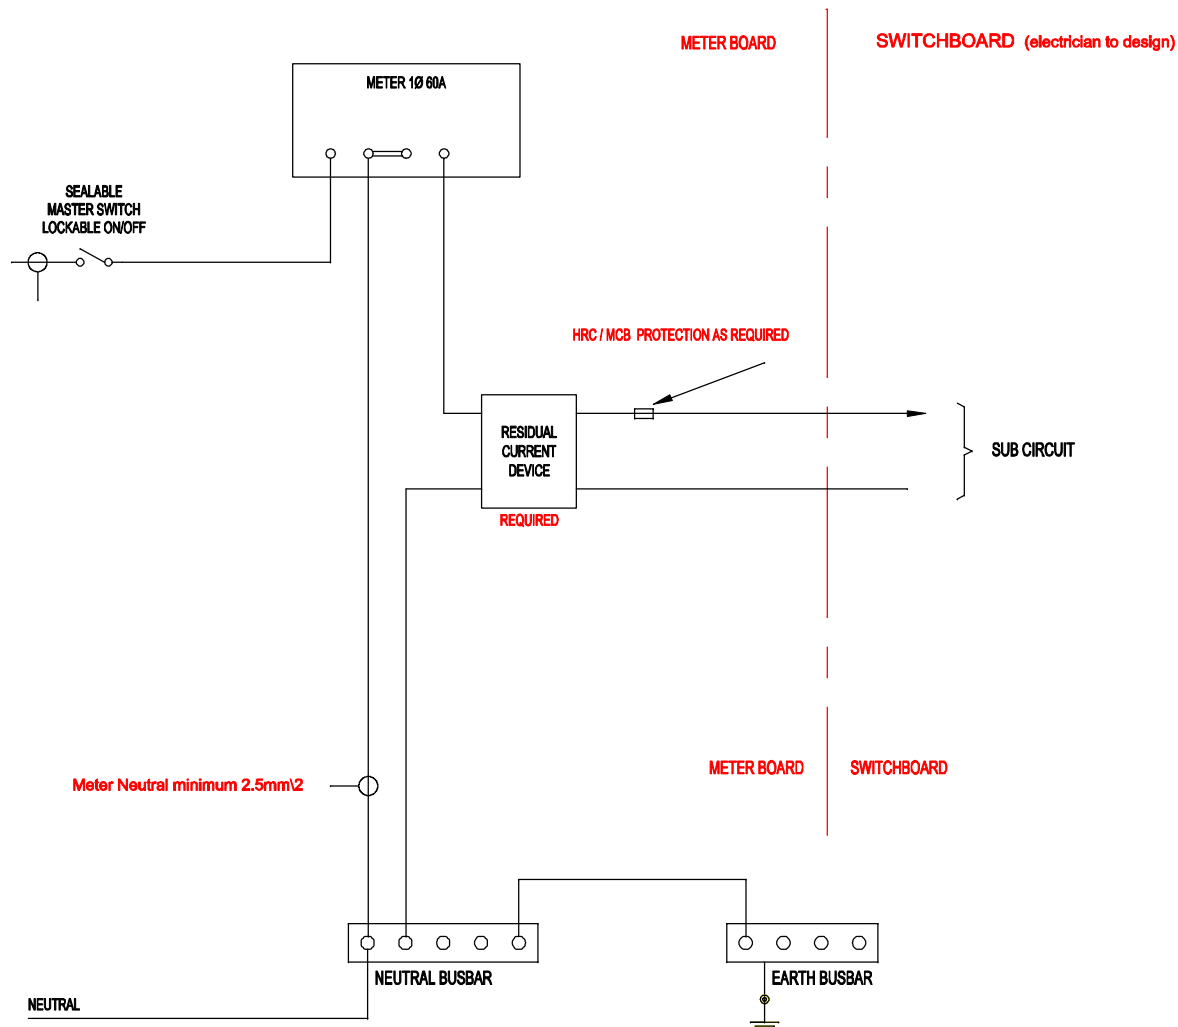 METER BOARD
SWITCHBOARD (electrician to design)
METER 1Ø 60A
SEALABLE
MASTER SWITCH
LOCKABLE ON/OFF
HRC / MCB PROTECTION AS REQUIRED
RESIDUAL
CURRENT
DEVICE
REQUIRED
SUB CIRCUIT
METER BOARD
SWITCHBOARD
Meter Neutral minimum 2.5mm\2
NEUTRAL BUSBAR
EARTH BUSBAR
NEUTRAL